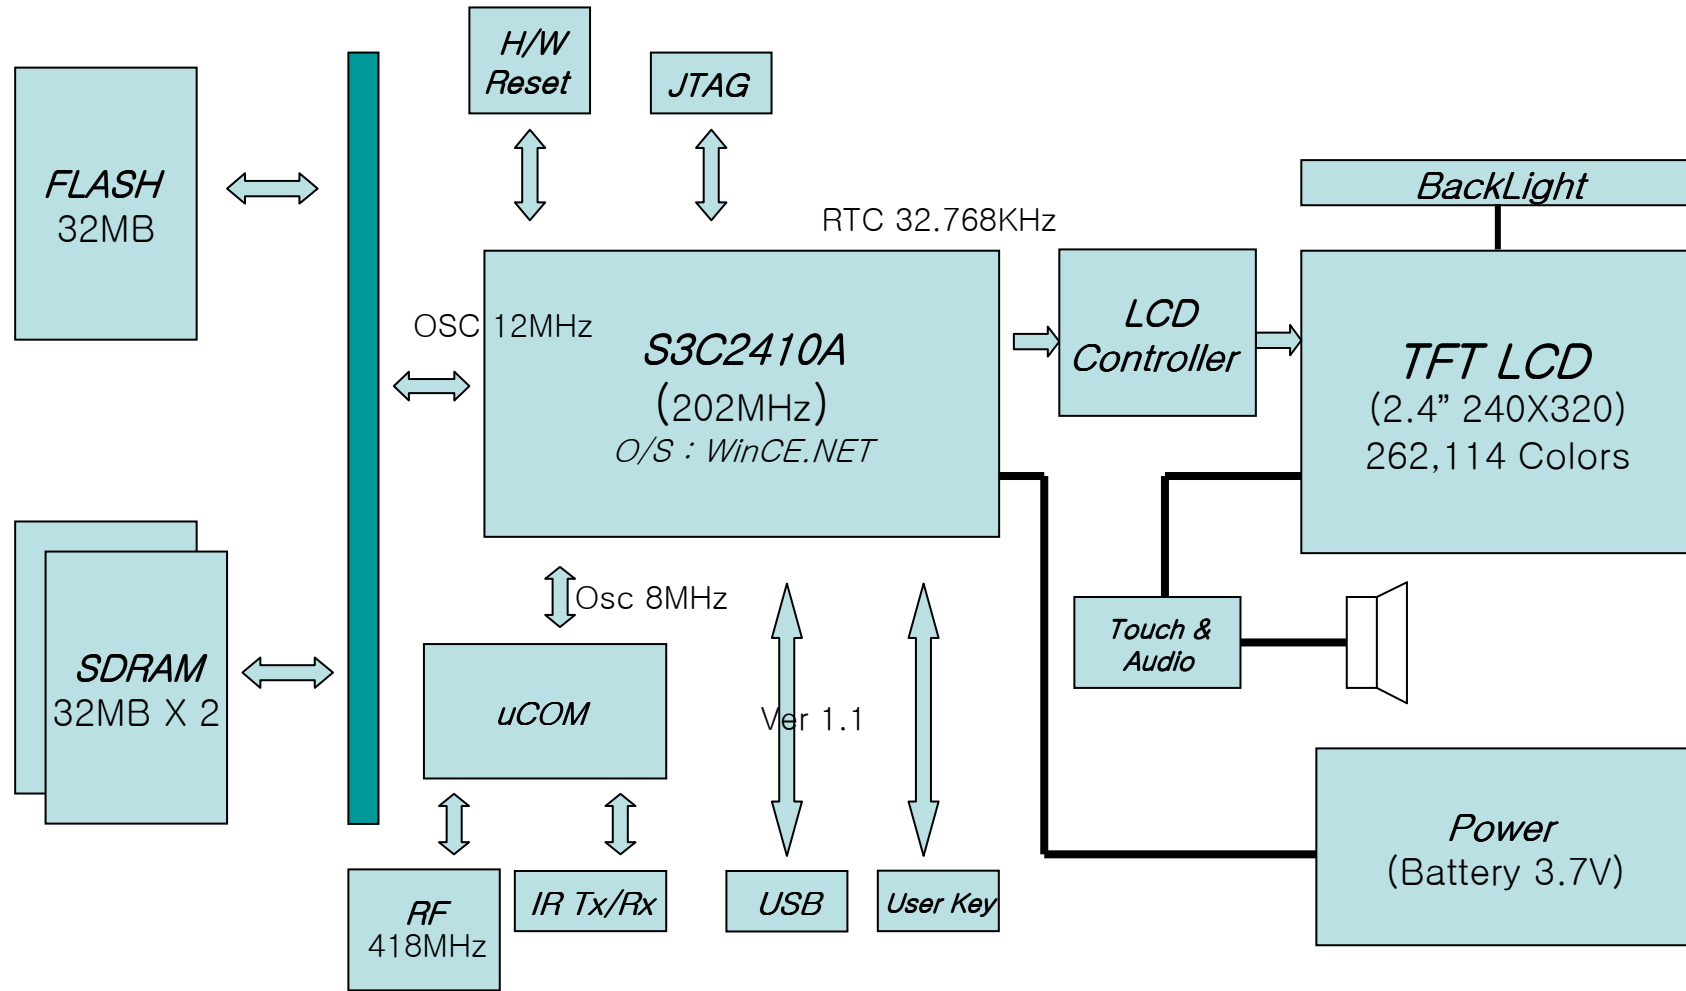 H/W
Reset
JTAG
FLASH
32MB
BackLight
RTC 32.768KHz
OSC 12MHz
S3C2410A
(202MHz)
O/S : WinCE.NET
LCD
Controller
TFT LCD
(2.4” 240X320)
262,114 Colors
Osc 8MHz
Touch &
Audio
SDRAM
32MB X 2
uCOM
Ver 1.1
Power
(Battery 3.7V)
RF
418MHz
IR Tx/Rx
USB
User Key